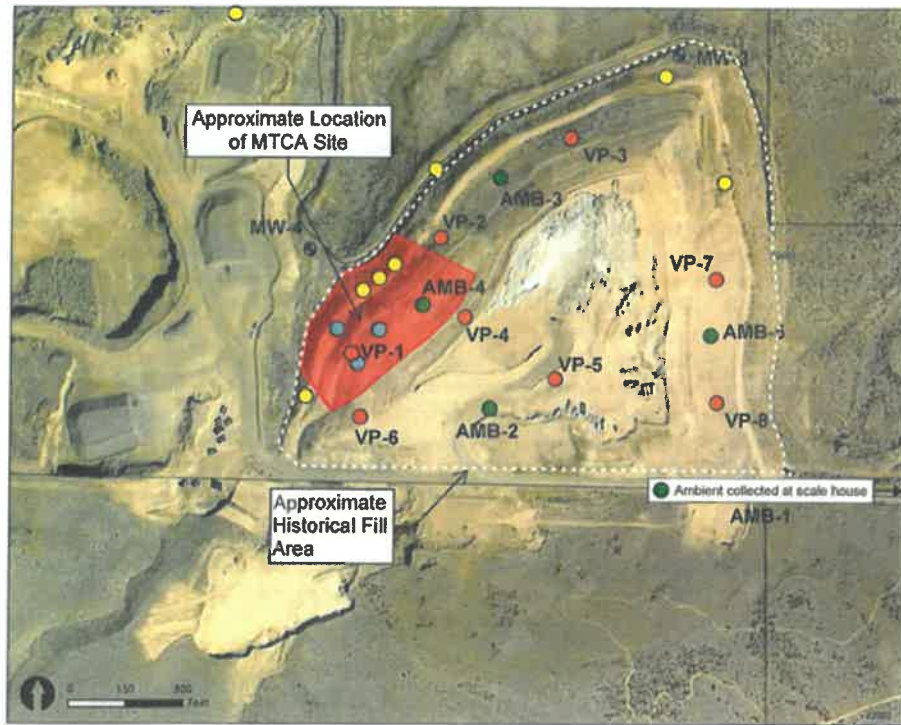 MW-3
Approximate Location
of MTCA Site
VP-3
AMB-3
VP-2
MW-4
VP-7
AMB-4
VP-4
AMB-5
VP-1
VP-5
VP-8
AMB-2
VP-6
Ambient collected at scale house
Approximate
Historical Fill
Area
AMB-1
0 150 300
Feet